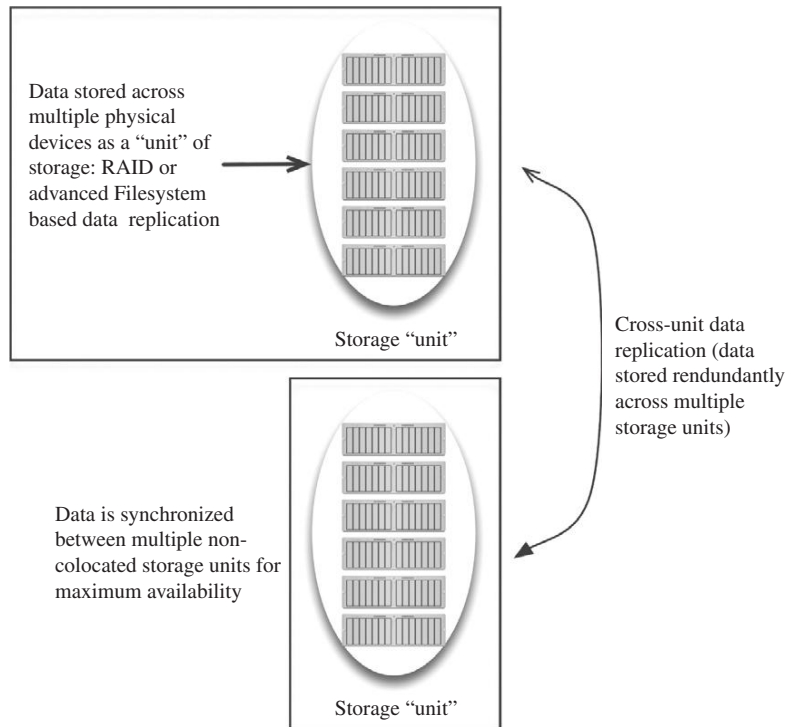 Data stored across
multiple physical
devices as a “unit” of
storage: RAID or
advanced Filesystem
based data replication
Storage “unit”
Cross-unit data
replication (data
stored rendundantly
across multiple
storage units)
Data is synchronized
between multiple non-
colocated storage units for
maximum availability
Storage “unit”